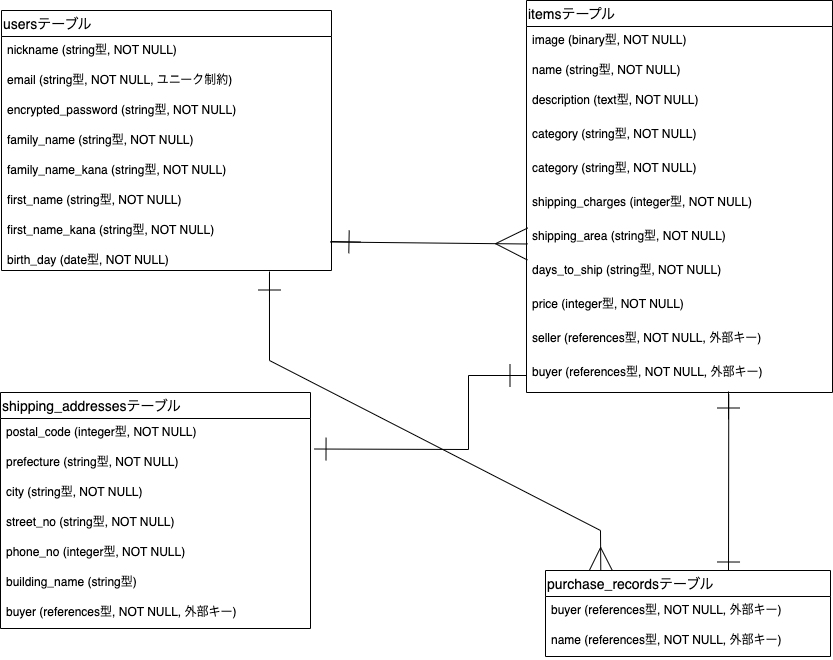 usersテーブル
nickname (string型, NOT NULL)
email (string型, NOT NULL, ユニーク制約)
encrypted_password (string型, NOT NULL)
family_name (string型, NOT NULL)
family_name_kana (string型, NOT NULL)
first_name (string型, NOT NULL)
first_name_kana (string型, NOT NULL)
birth_day (date型, NOT NULL)
itemsテーブル
image (binary型, NOT NULL)
name (string型, NOT NULL)
description (text型, NOT NULL)
category (string型, NOT NULL)
category (string型, NOT NULL)
shipping_charges (integer型, NOT NULL)
shipping_area (string型, NOT NULL)
days_to_ship (string型, NOT NULL)
price (integer型, NOT NULL)
seller (references型, NOT NULL, 外部キー)
buyer (references型, NOT NULL, 外部キー)
shipping_addressesテーブル
postal_code (integer型, NOT NULL)
prefecture (string型, NOT NULL)
city (string型, NOT NULL)
street_no (string型, NOT NULL)
phone_no (integer型, NOT NULL)
building_name (string型)
buyer (references型, NOT NULL, 外部キー)
purchase_recordsテーブル
buyer (references型, NOT NULL, 外部キー)
name (references型, NOT NULL, 外部キー)